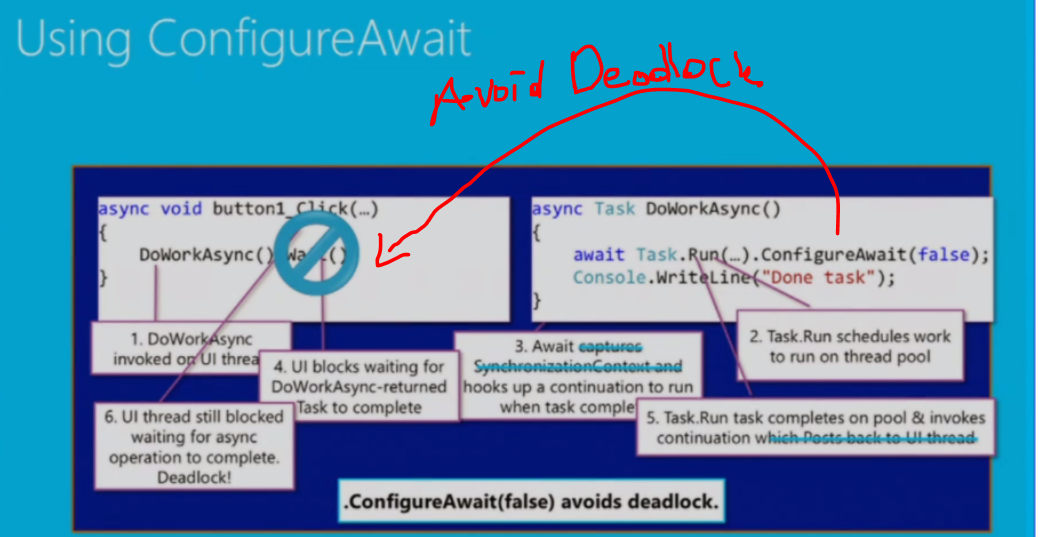 Using ConfigureAwait
Avoid Deadlock
async void button1_Click(…)
{
DoWorkAsync().Wait()
}
async Task DoWorkAsync()
{
await Task.Run(…).ConfigureAwait(false);
Console.WriteLine("Done task");
}
1. DoWorkAsync
invoked on UI threa
2. Task.Run schedules work
to run on thread pool
3. Await captures
SynchronizationContext and
hooks up a continuation to run
when task comple
4. UI blocks waiting for
DoWorkAsync-returned
Task to complete
5. Task.Run task completes on pool & invokes
continuation which Posts back to UI thread
6. UI thread still blocked
waiting for async
operation to complete.
Deadlock!
.ConfigureAwait(false) avoids deadlock.